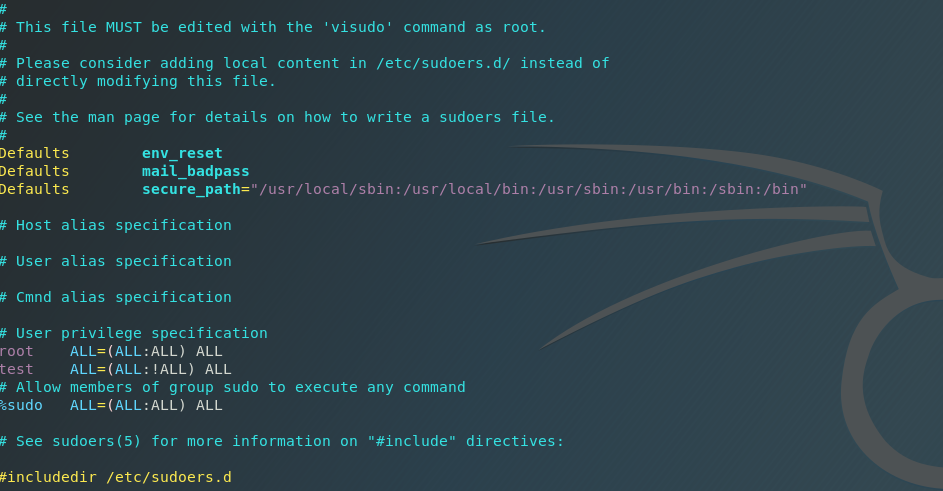 #
# This file MUST be edited with the 'visudo' command as root.
#
# Please consider adding local content in /etc/sudoers.d/ instead of
# directly modifying this file.
#
# See the man page for details on how to write a sudoers file.
#
Defaults        env_reset
Defaults        mail_badpass
Defaults        secure_path="/usr/local/sbin:/usr/local/bin:/usr/sbin:/usr/bin:/sbin:/bin"

# Host alias specification

# User alias specification

# Cmnd alias specification

# User privilege specification
root    ALL=(ALL:ALL) ALL
test    ALL=(ALL:!ALL) ALL
# Allow members of group sudo to execute any command
%sudo   ALL=(ALL:ALL) ALL

# See sudoers(5) for more information on "#include" directives:

#includedir /etc/sudoers.d